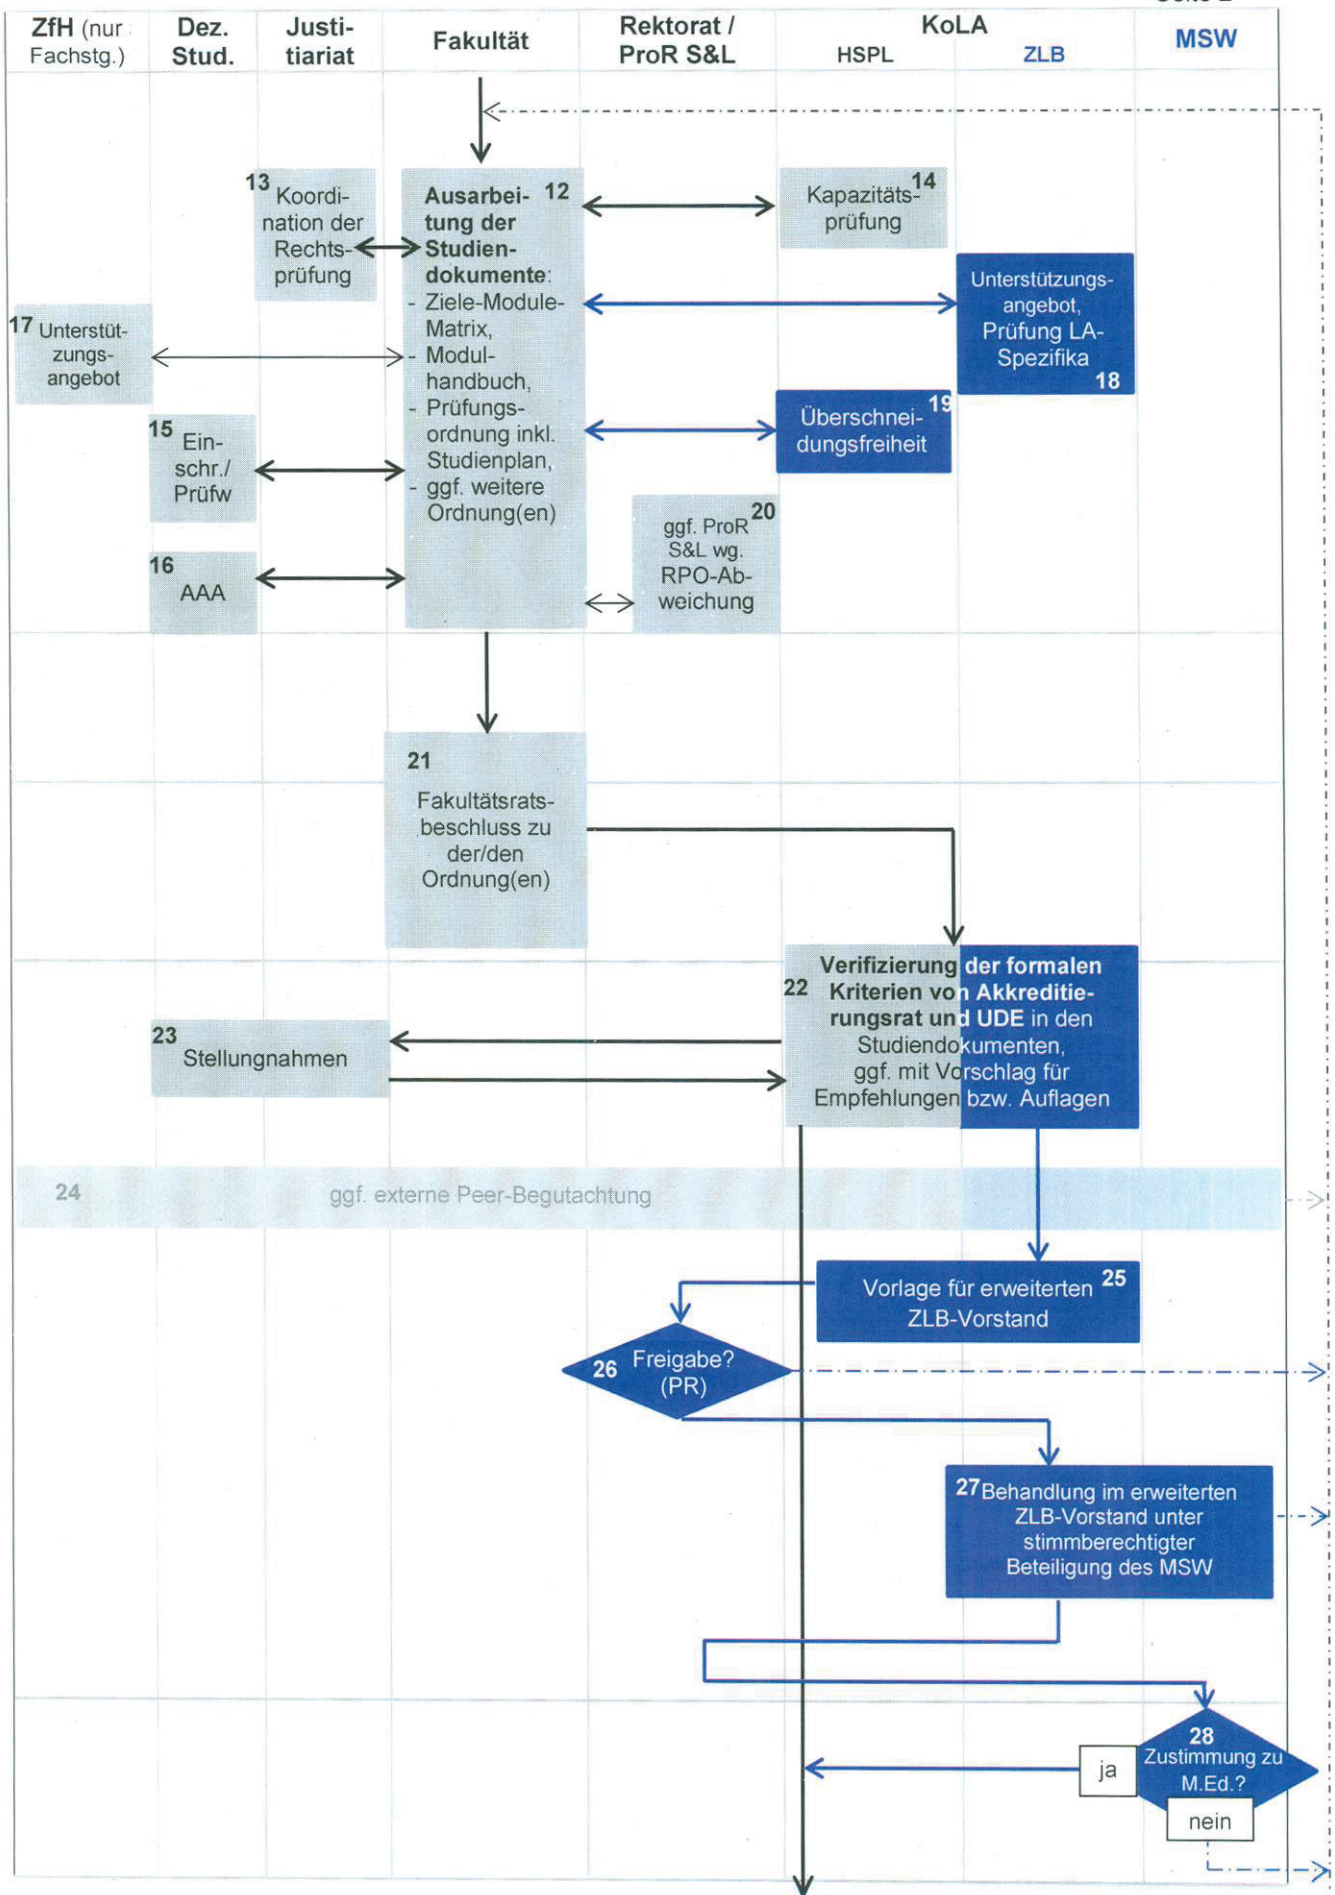 ZfH (nur
Fachstg.)
Dez.
Stud.
Justi-
tiariat
Fakultät
Rektorat /
ProR S&L
KoLA
HSPL
ZLB
MSW
13
Koordi-
nation der
Rechts-
prüfung
Ausarbei- 12
tung der
Studien-
dokumente:
- Ziele-Module-
Matrix,
- Modul-
handbuch,
- Prüfungs-
ordnung inkl.
Studienplan,
- ggf. weitere
Ordnung(en)
14
Kapazitäts-
prüfung
Unterstützungs-
angebot,
Prüfung LA-
Spezifika
18
17 Unterstüt-
zungs-
angebot
19
Überschnei-
dungsfreiheit
15
Ein-
schr./
Prüfw
20
ggf. ProR
S&L wg.
RPO-Ab-
weichung
16
AAA
21
Fakultätsrats-
beschluss zu
der/den
Ordnung(en)
22
Verifizierung der formalen
Kriterien von Akkreditie-
rungsrat und UDE in den
Studiendokumenten,
ggf. mit Vorschlag für
Empfehlungen bzw. Auflagen
23
Stellungnahmen
24 ggf. externe Peer-Begutachtung
Vorlage für erweiterten 25
ZLB-Vorstand
26 Freigabe?
(PR)
27 Behandlung im erweiterten
ZLB-Vorstand unter
stimmberechtigter
Beteiligung des MSW
28
Zustimmung zu
M.Ed.?
ja
nein